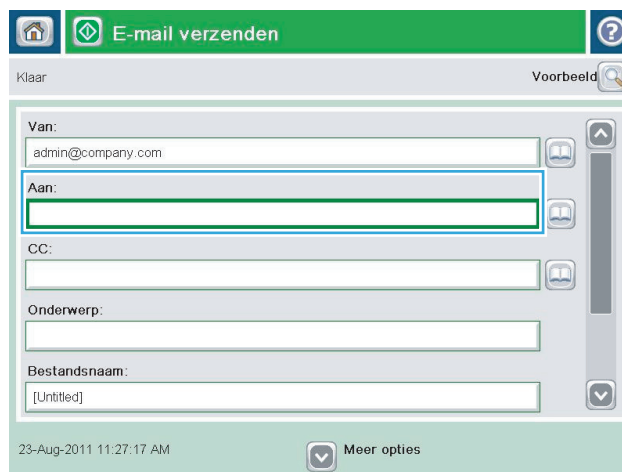 E-mail verzenden
?
Klaar
Voorbeeld
Van:
admin@company.com
Aan:
CC:
Onderwerp:
Bestandsnaam:
[Untitled]
23-Aug-2011 11:27:17 AM
Meer opties